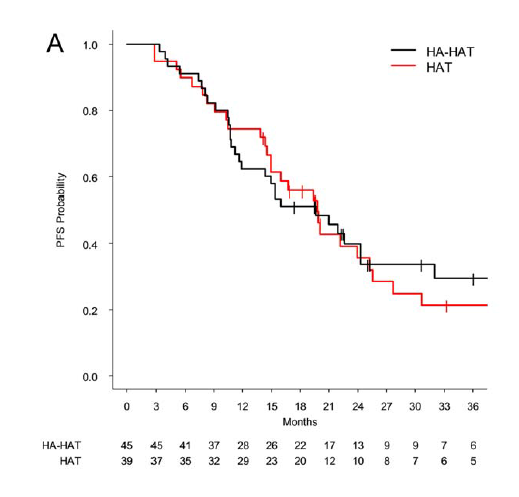 A
HA-HAT
HAT
PFS Probability
1.0
0.8
0.6
0.4
0.2
0.0
0 3 6 9 12 15 18 21 24 27 30 33 36
Months
HA-HAT 45 45 41 37 28 26 22 17 13 9 9 7 6
HAT 39 37 35 32 29 23 20 12 10 8 7 6 5